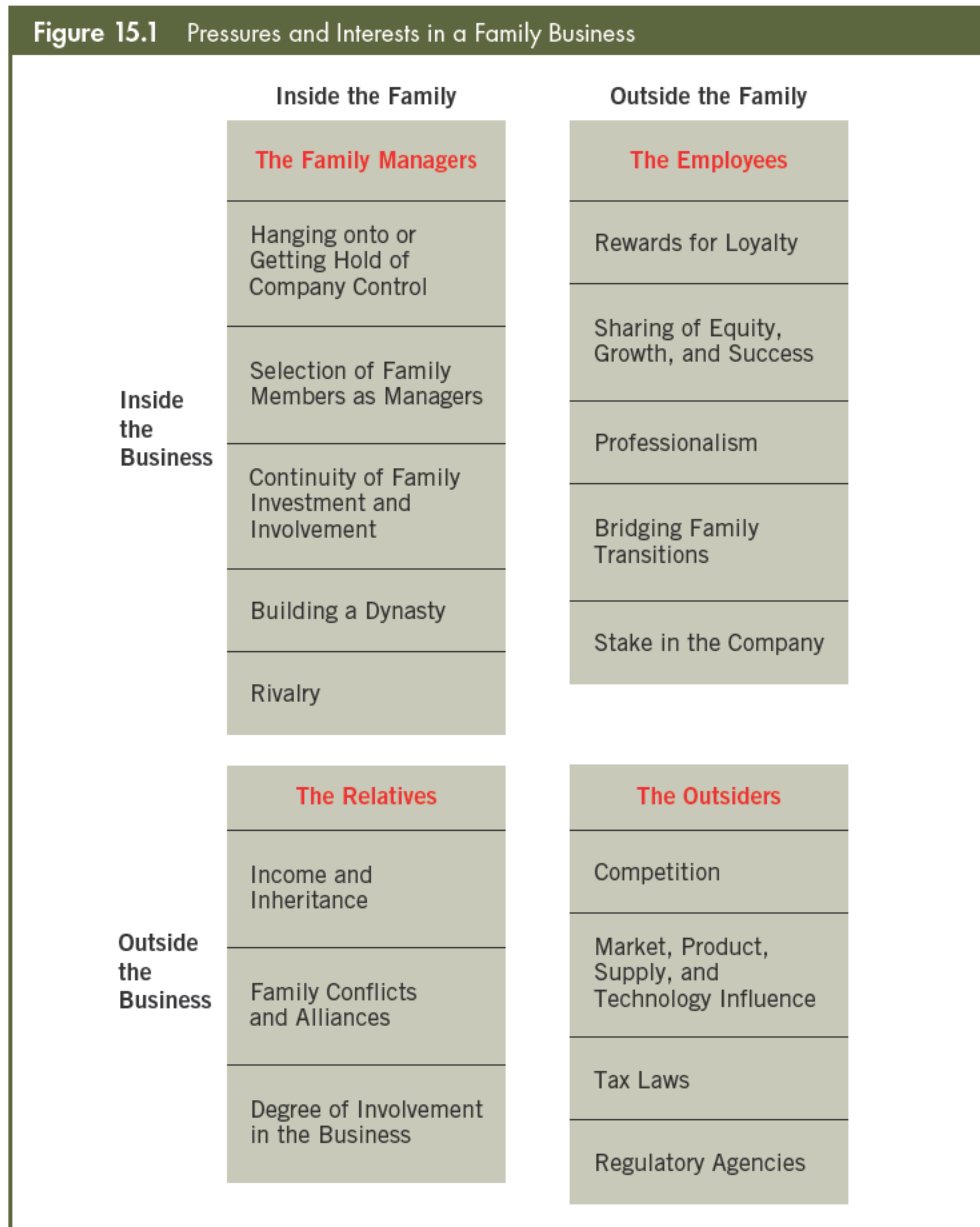 Figure 15.1 Pressures and Interests in a Family Business
Inside the Family
Outside the Family
Inside
the
Business
The Family Managers
Hanging onto or
Getting Hold of
Company Control
Selection of Family
Members as Managers
Continuity of Family
Investment and
Involvement
Building a Dynasty
Rivalry
The Employees
Rewards for Loyalty
Sharing of Equity,
Growth, and Success
Professionalism
Bridging Family
Transitions
Stake in the Company
Outside
the
Business
The Relatives
Income and
Inheritance
Family Conflicts
and Alliances
Degree of Involvement
in the Business
The Outsiders
Competition
Market, Product,
Supply, and
Technology Influence
Tax Laws
Regulatory Agencies